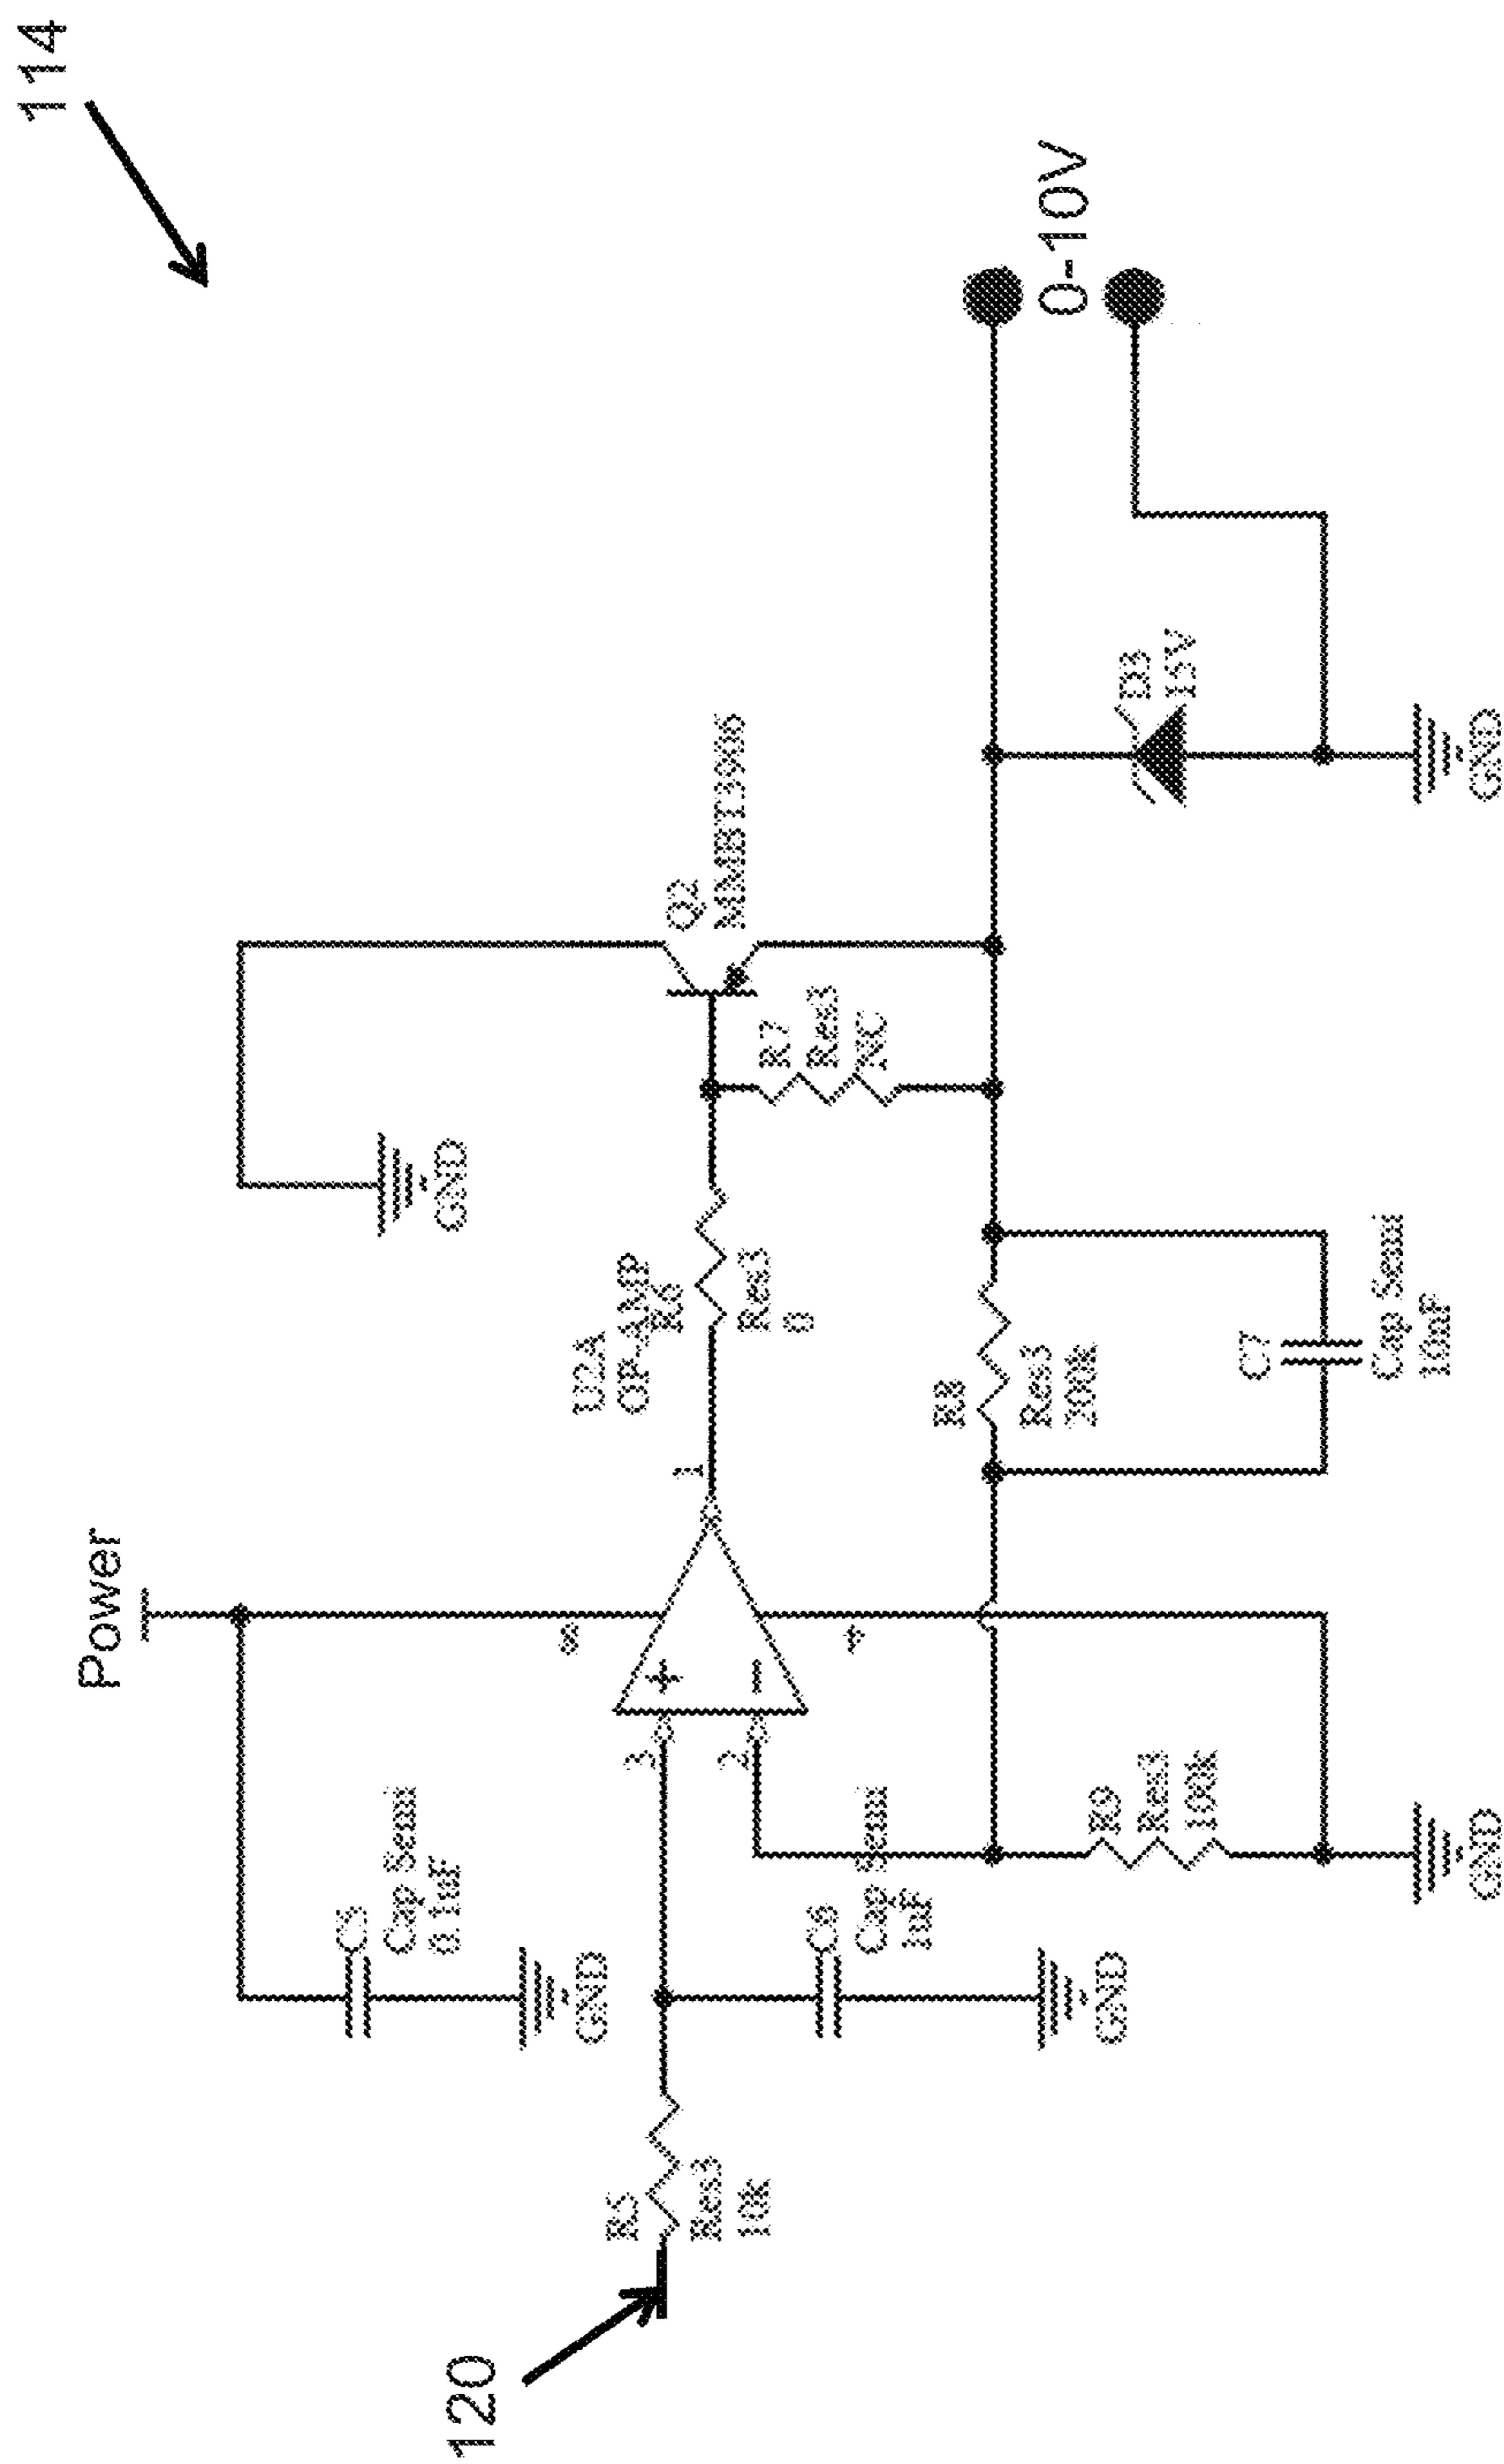 114
Power
C5
Cap Semi
0.1uF
GND
GND
U2A
OP-AMP
R6
Res3
0
Q2
MMBT3906
8
3
2
1
4
+
−
120
R5
Res3
10k
C6
Cap Semi
1uF
GND
R7
Res3
NC
R8
Res3
200k
R9
Res3
100k
GND
C7
Cap Semi
10nF
D3
15V
GND
0-10V